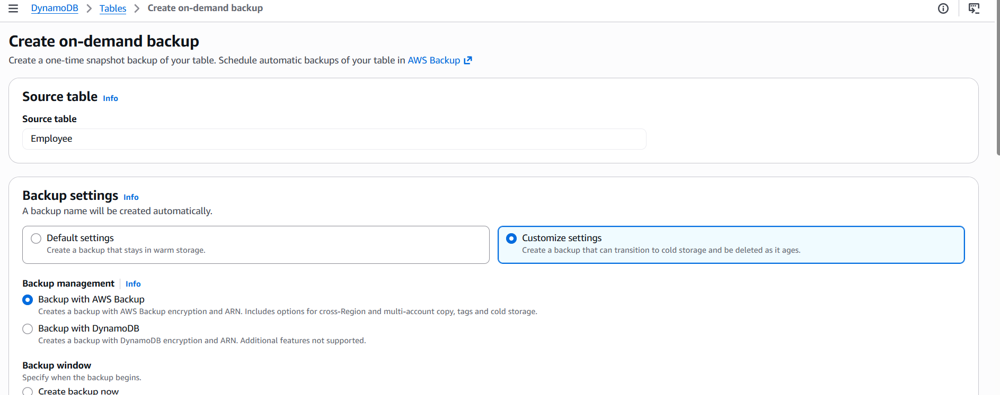 DynamoDB > Tables > Create on-demand backup
Create on-demand backup
Create a one-time snapshot backup of your table. Schedule automatic backups of your table in AWS Backup
Source table Info
Source table
Employee
Backup settings Info
A backup name will be created automatically.
Default settings
Create a backup that stays in warm storage.
Customize settings
Create a backup that can transition to cold storage and be deleted as it ages.
Backup management Info
Backup with AWS Backup
Creates a backup with AWS Backup encryption and ARN. Includes options for cross-Region and multi-account copy, tags and cold storage.
Backup with DynamoDB
Creates a backup with DynamoDB encryption and ARN. Additional features not supported.
Backup window
Specify when the backup begins.
Create backup now